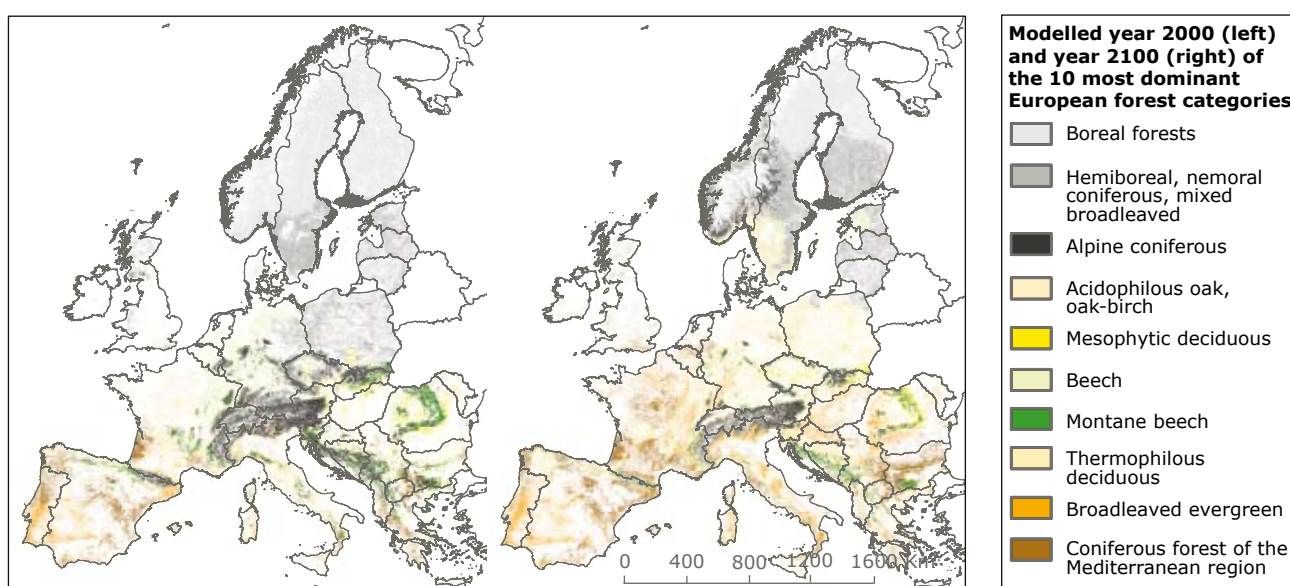 Modelled year 2000 (left)
and year 2100 (right) of
the 10 most dominant
European forest categories
Boreal forests
Hemiboreal, nemoral
coniferous, mixed
broadleaved
Alpine coniferous
Acidophilous oak,
oak-birch
Mesophytic deciduous
Beech
Montane beech
Thermophilous
deciduous
Broadleaved evergreen
Coniferous forest of the
Mediterranean region
0 400 800 1200 1600 Km